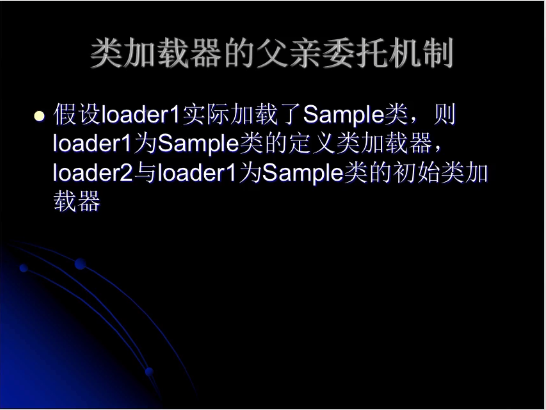 类加载器的父亲委托机制
假设loader1实际加载了Sample类，则
loader1为Sample类的定义类加载器，
loader2与loader1为Sample类的初始类加
载器